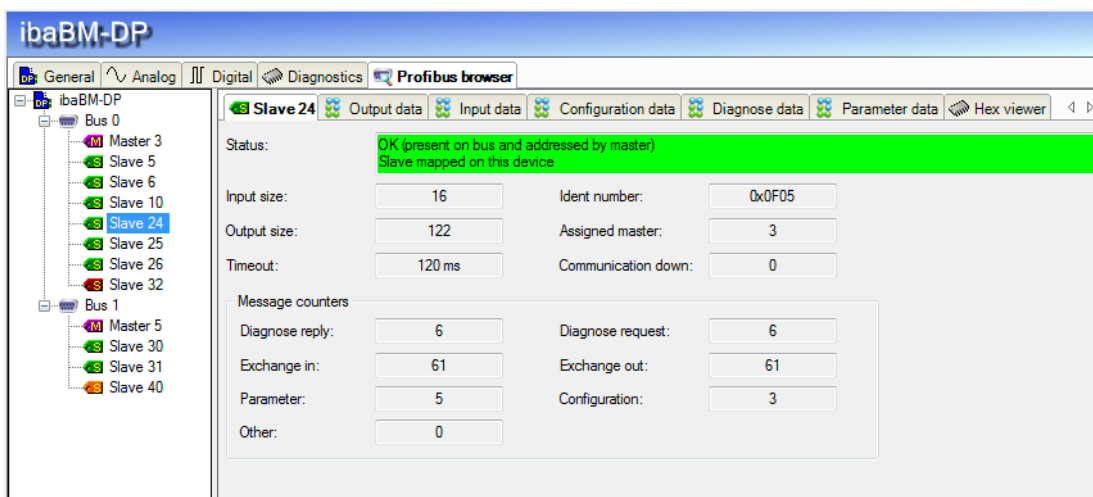 ibaBM-DP
General Analog Digital Diagnostics Profibus browser
ibaBM-DP
Bus 0
Master 3
Slave 5
Slave 6
Slave 10
Slave 24
Slave 25
Slave 26
Slave 32
Bus 1
Master 5
Slave 30
Slave 31
Slave 40
Slave 24 Output data Input data Configuration data Diagnose data Parameter data Hex viewer
Status: OK (present on bus and addressed by master)
Slave mapped on this device
Input size: 16 Ident number: 0x0F05
Output size: 122 Assigned master: 3
Timeout: 120 ms Communication down: 0
Message counters
Diagnose reply: 6 Diagnose request: 6
Exchange in: 61 Exchange out: 61
Parameter: 5 Configuration: 3
Other: 0